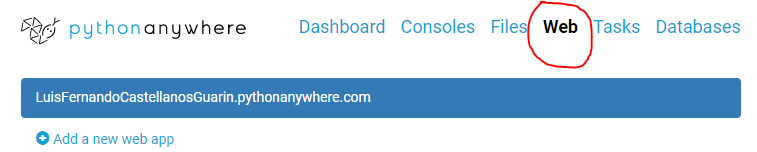 pythonanywhere Dashboard Consoles Files Web Tasks Databases
LuisFernandoCastellanosGuarin.pythonanywhere.com
Add a new web app